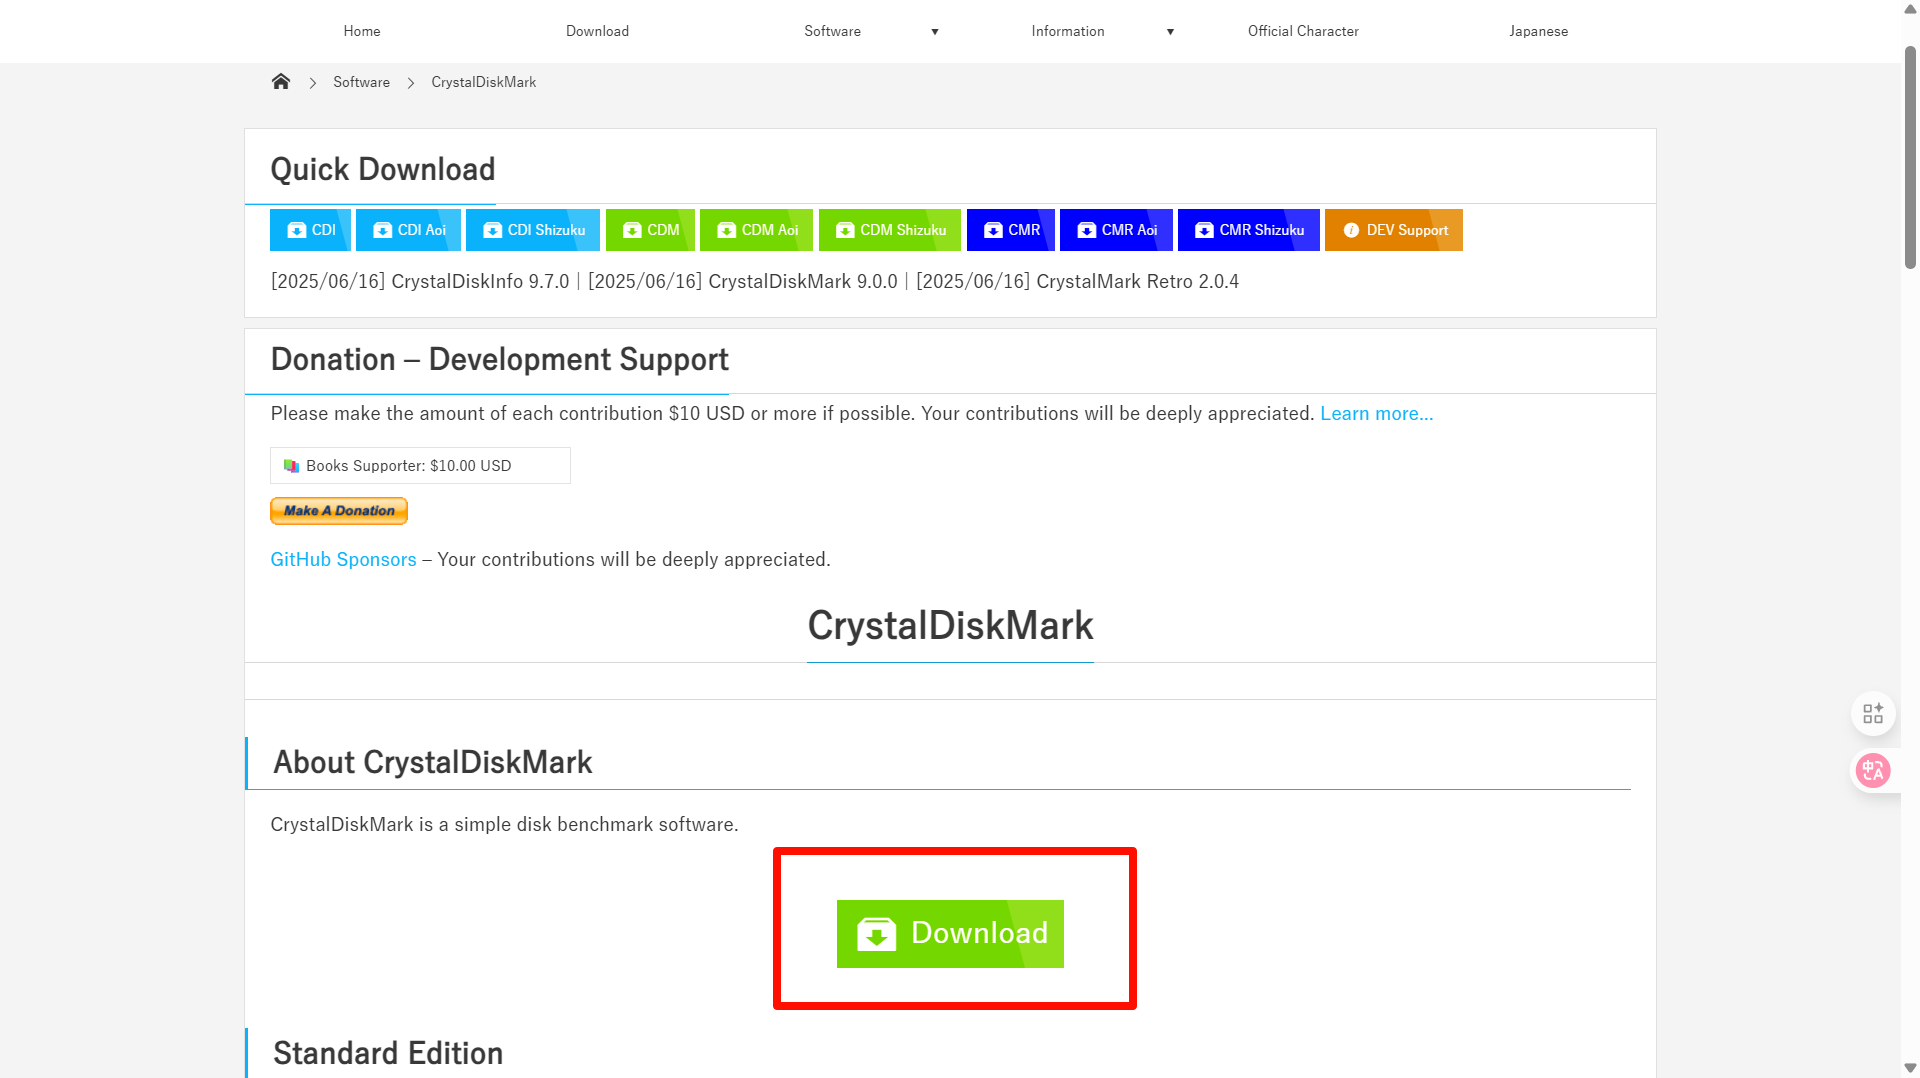 Home Download Software ▼ Information ▼ Official Character Japanese
Software CrystalDiskMark
Quick Download
CDI CDI Aoi CDI Shizuku CDM CDM Aoi CDM Shizuku CMR CMR Aoi CMR Shizuku DEV Support
[2025/06/16] CrystalDiskInfo 9.7.0 | [2025/06/16] CrystalDiskMark 9.0.0 | [2025/06/16] CrystalMark Retro 2.0.4
Donation – Development Support
Please make the amount of each contribution $10 USD or more if possible. Your contributions will be deeply appreciated. Learn more...
Books Supporter: $10.00 USD
Make A Donation
GitHub Sponsors – Your contributions will be deeply appreciated.
CrystalDiskMark
About CrystalDiskMark
中A
CrystalDiskMark is a simple disk benchmark software.
Download
Standard Edition